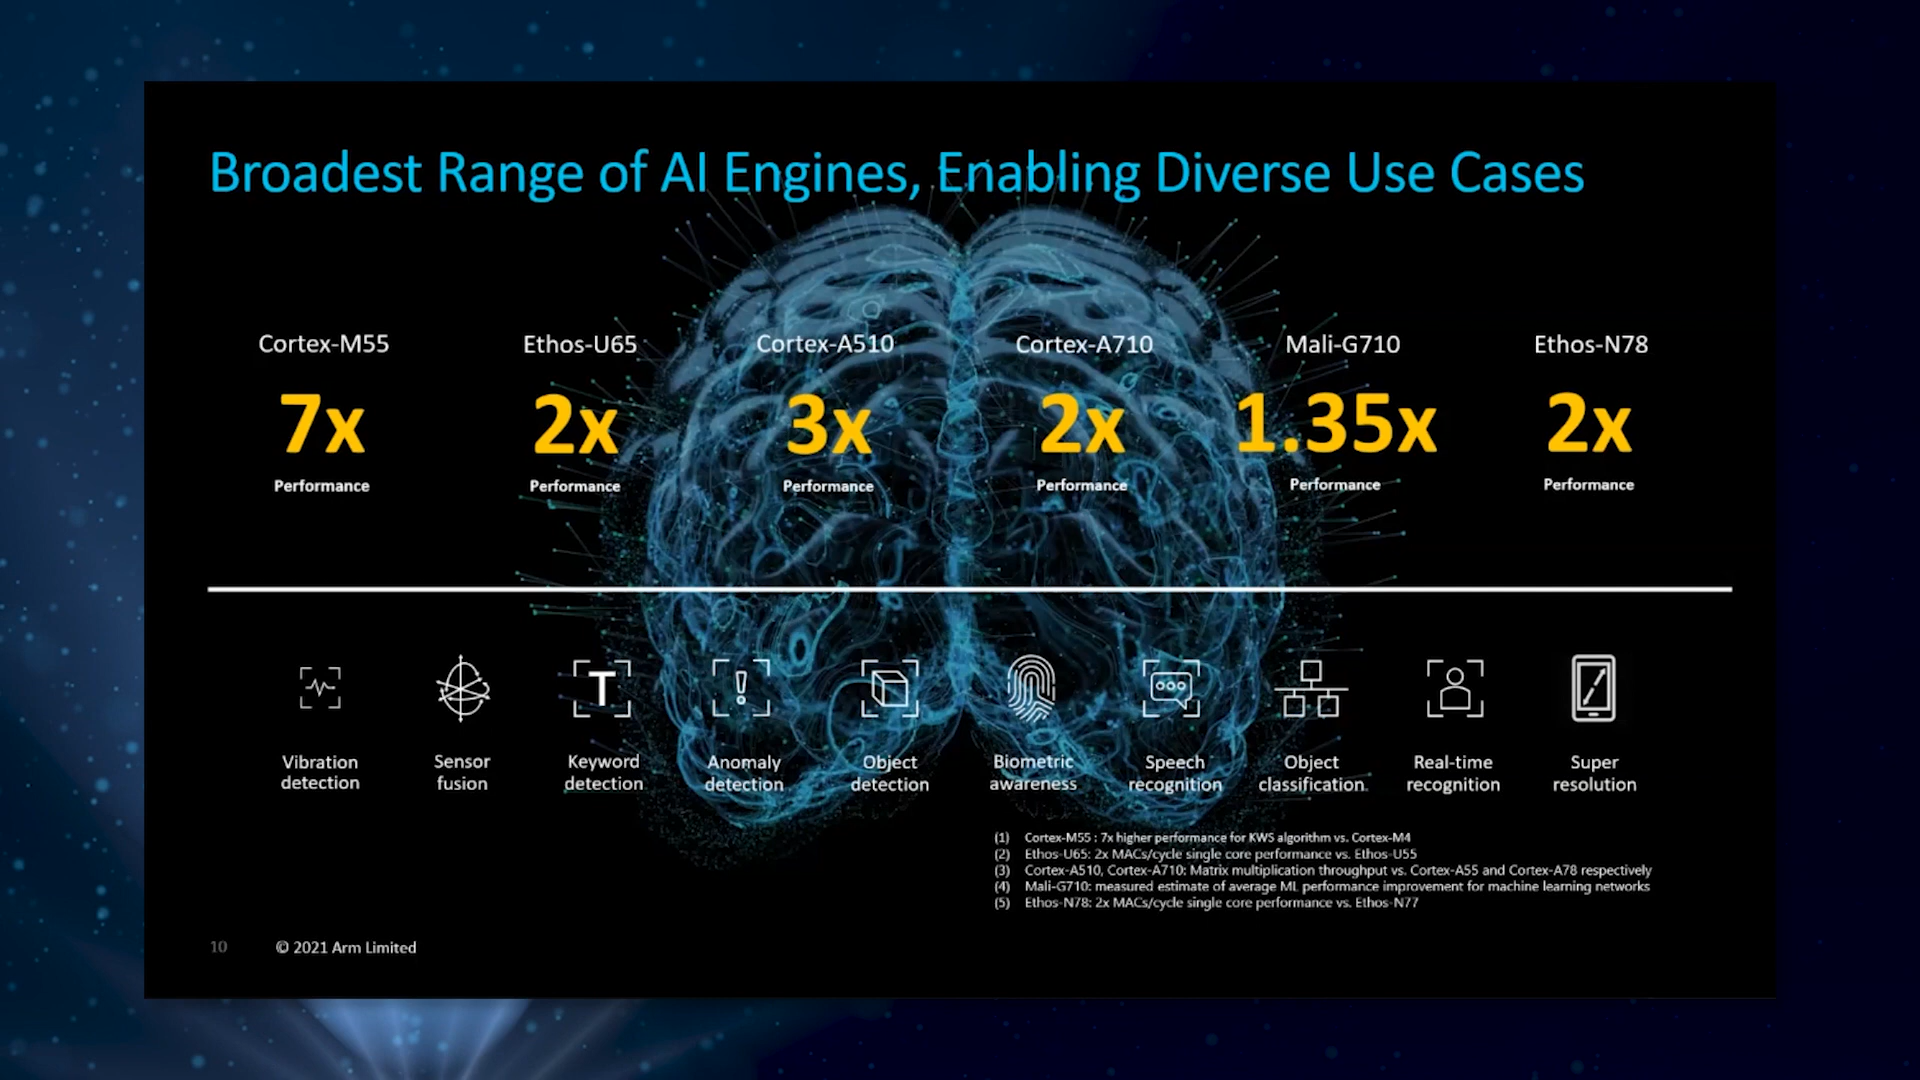 Broadest Range of AI Engines, Enabling Diverse Use Cases
Cortex-M55
7x
Performance
Ethos-U65
2x
Performance
Cortex-A510
3x
Performance
Cortex-A710
2x
Performance
Mali-G710
1.35x
Performance
Ethos-N78
2x
Performance
T
Vibration
detection
Sensor
fusion
Keyword
detection
Anomaly
detection
Object
detection
Biometric
awareness
Speech
recognition
Object
classification
Real-time
recognition
Super
resolution
(1) Cortex-M55 : 7x higher performance for KWS algorithm vs. Cortex-M4
(2) Ethos-U65: 2x MACs/cycle single core performance vs. Ethos-U55
(3) Cortex-A510, Cortex-A710: Matrix multiplication throughput vs. Cortex-A55 and Cortex-A78 respectively
(4) Mali-G710: measured estimate of average ML performance improvement for machine learning networks
(5) Ethos-N78: 2x MACs/cycle single core performance vs. Ethos-N77
10 © 2021 Arm Limited